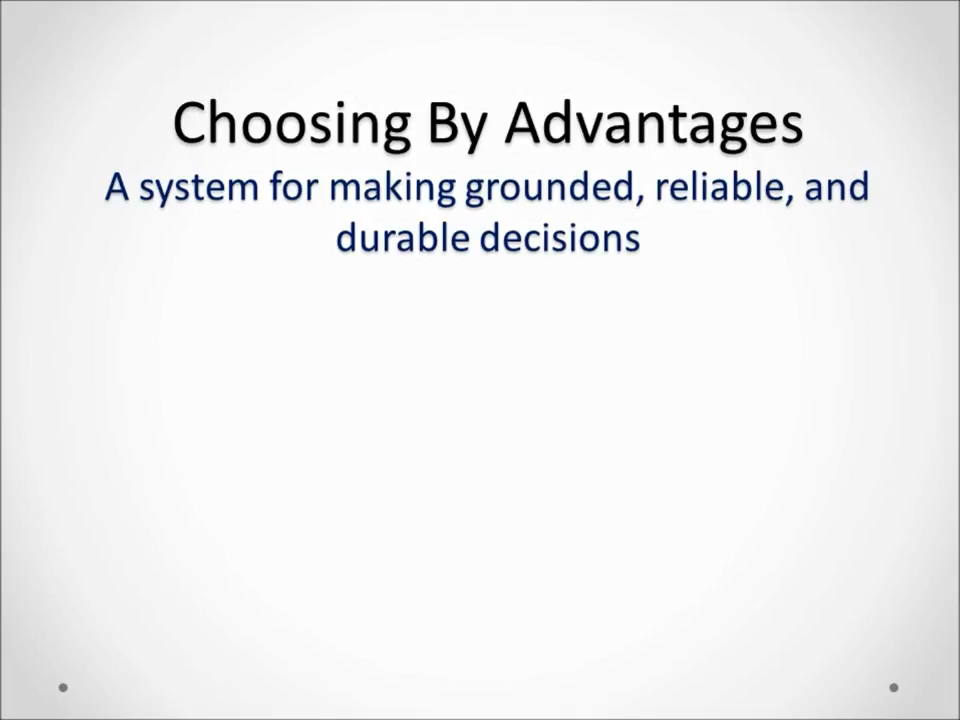 Choosing By Advantages
A system for making grounded, reliable, and
durable decisions